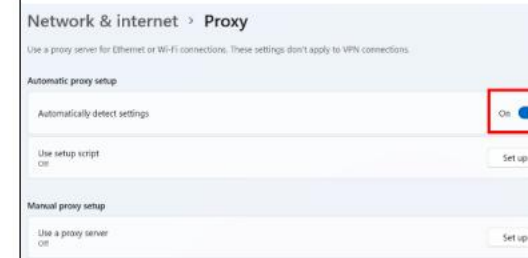 Network & internet > Proxy
Use a proxy server for Ethernet or Wi-Fi connections. These settings don't apply to VPN connections.
Automatic proxy setup
Automatically detect settings
On
Use setup script
Off
Set up
Manual proxy setup
Use a proxy server
Off
Set up